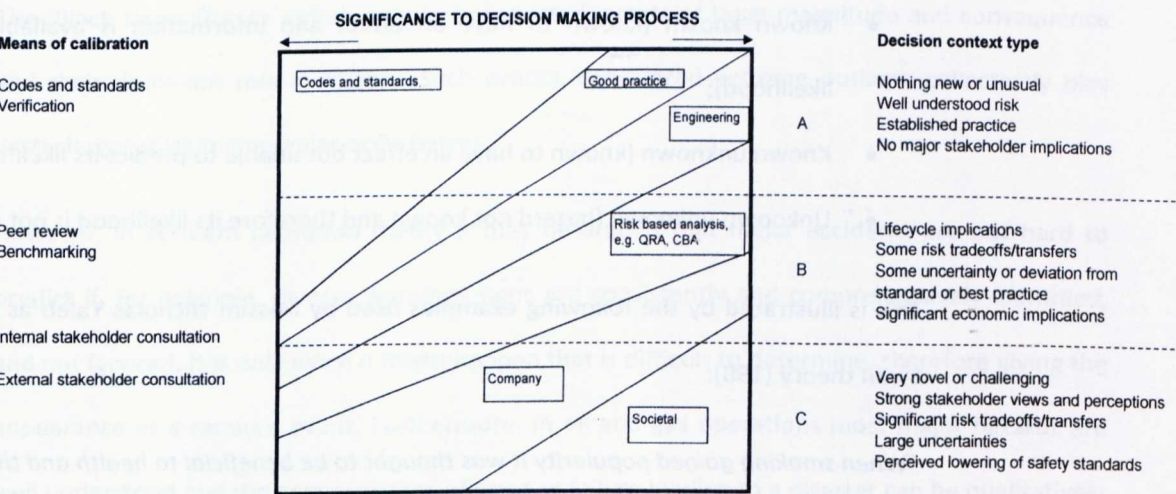 SIGNIFICANCE TO DECISION MAKING PROCESS
Means of calibration
Decision context type
Codes and standards
Verification
Codes and standards
Good practice
Engineering
A
Nothing new or unusual
Well understood risk
Established practice
No major stakeholder implications
Peer review
Benchmarking
Risk based analysis,
e.g. QRA, CBA
B
Lifecycle implications
Some risk tradeoffs/transfers
Some uncertainty or deviation from
standard or best practice
Significant economic implications
Internal stakeholder consultation
External stakeholder consultation
Company
Societal
C
Very novel or challenging
Strong stakeholder views and perceptions
Significant risk tradeoffs/transfers
Large uncertainties
Perceived lowering of safety standards